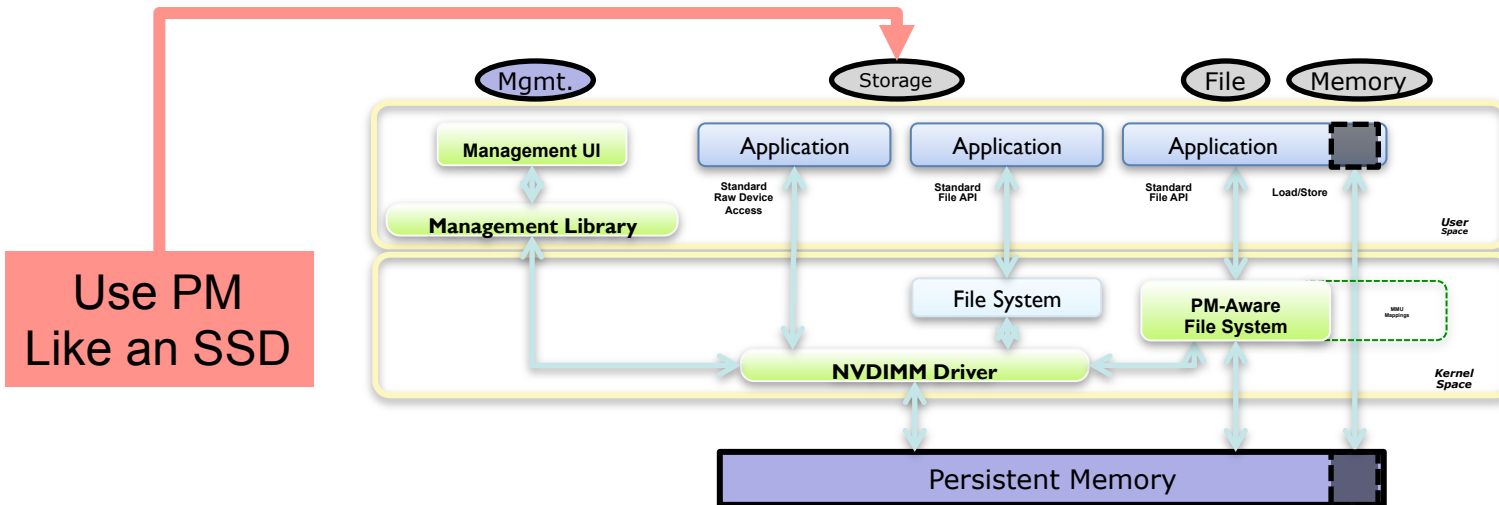 Mgmt.
Storage
File
Memory
Management UI
Application
Application
Application
Standard
Raw Device
Access
Standard
File API
Standard
File API
Load/Store
Management Library
User
Space
Use PM
Like an SSD
File System
PM-Aware
File System
MMU
Mappings
NVDIMM Driver
Kernel
Space
Persistent Memory